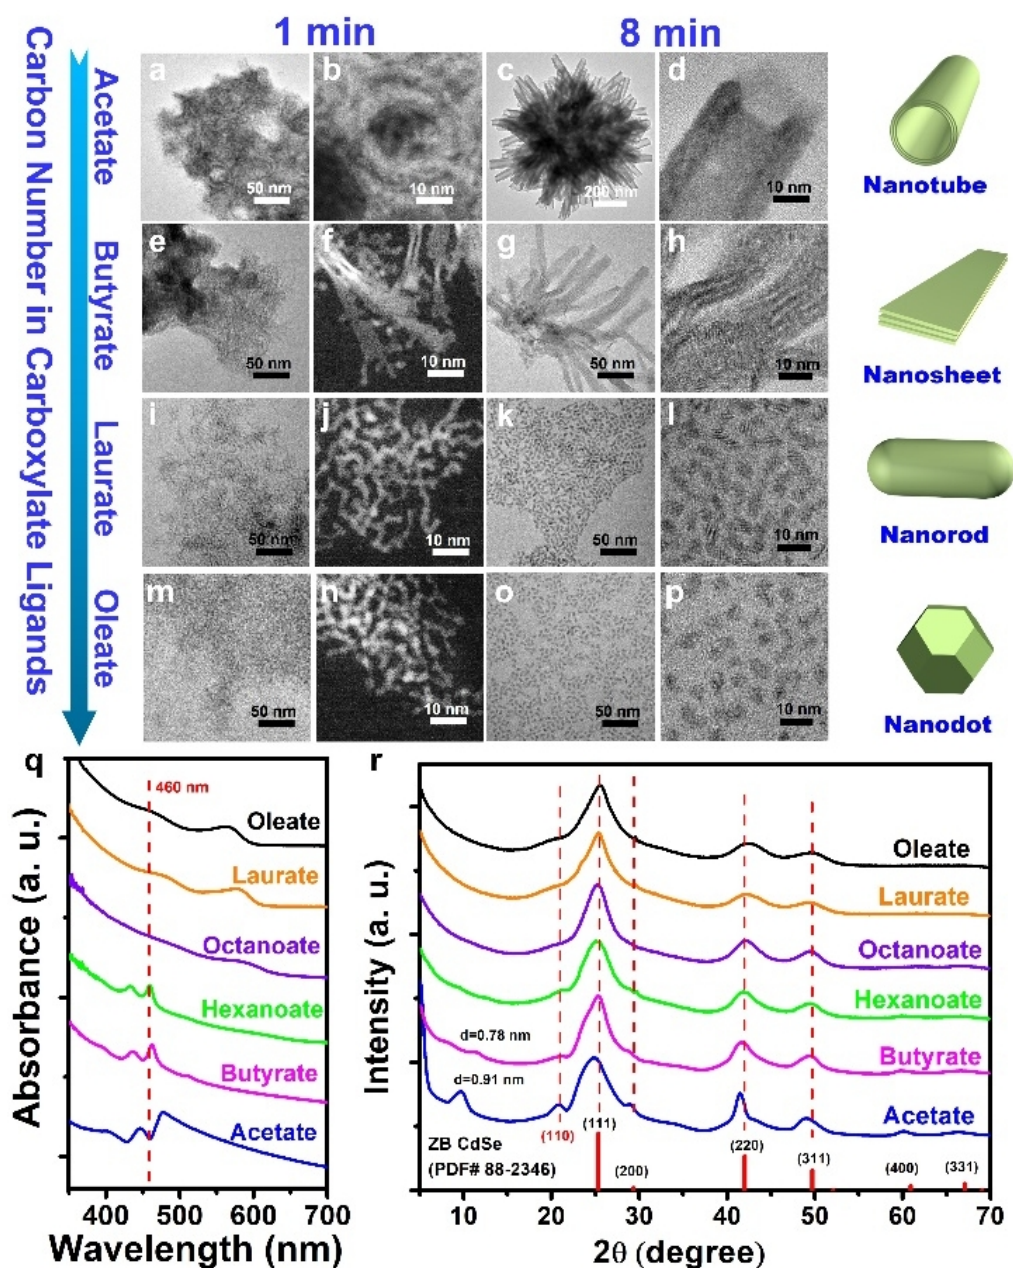 1 min
8 min
Carbon Number in Carboxylate Ligands
Acetate
a
50 nm
b
10 nm
c
200 nm
d
10 nm
Nanotube
Butyrate
e
50 nm
f
10 nm
g
50 nm
h
10 nm
Nanosheet
Laurate
i
50 nm
j
10 nm
k
50 nm
l
10 nm
Nanorod
Oleate
m
50 nm
n
10 nm
o
50 nm
p
10 nm
Nanodot
q
460 nm
Oleate
Laurate
Octanoate
Hexanoate
Butyrate
Acetate
Absorbance (a. u.)
400 500 600 700
Wavelength (nm)
r
Oleate
Laurate
Octanoate
Hexanoate
d=0.78 nm
Butyrate
d=0.91 nm
Acetate
ZB CdSe
(PDF# 88-2346)
(110)
(111)
(200)
(220)
(311)
(400)
(331)
Intensity (a. u.)
10 20 30 40 50 60 70
2θ (degree)